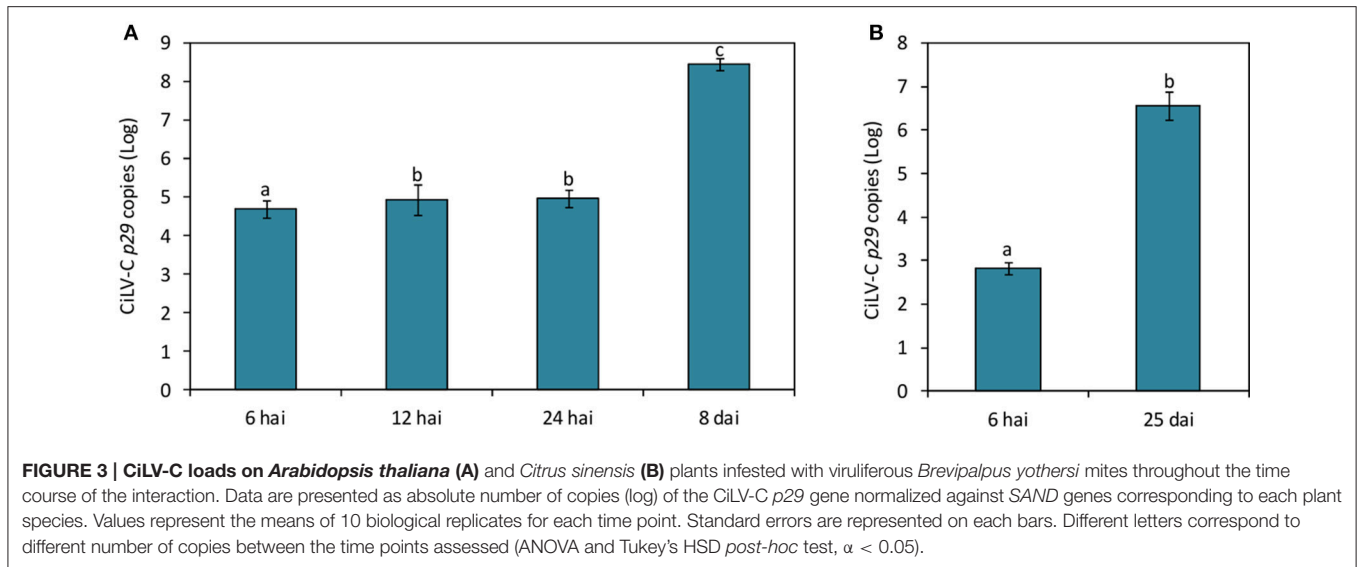 A
CiLV-C p29 copies (Log)
9
8
7
6
5
4
3
2
1
0
a
b
b
c
6 hai 12 hai 24 hai 8 dai
B
CiLV-C p29 copies (Log)
8
7
6
5
4
3
2
1
0
a
b
6 hai 25 dai
FIGURE 3 | CiLV-C loads on Arabidopsis thaliana (A) and Citrus sinensis (B) plants infested with viruliferous Brevipalpus yothersi mites throughout the time
course of the interaction. Data are presented as absolute number of copies (log) of the CiLV-C p29 gene normalized against SAND genes corresponding to each plant
species. Values represent the means of 10 biological replicates for each time point. Standard errors are represented on each bars. Different letters correspond to
different number of copies between the time points assessed (ANOVA and Tukey's HSD post-hoc test, α < 0.05).